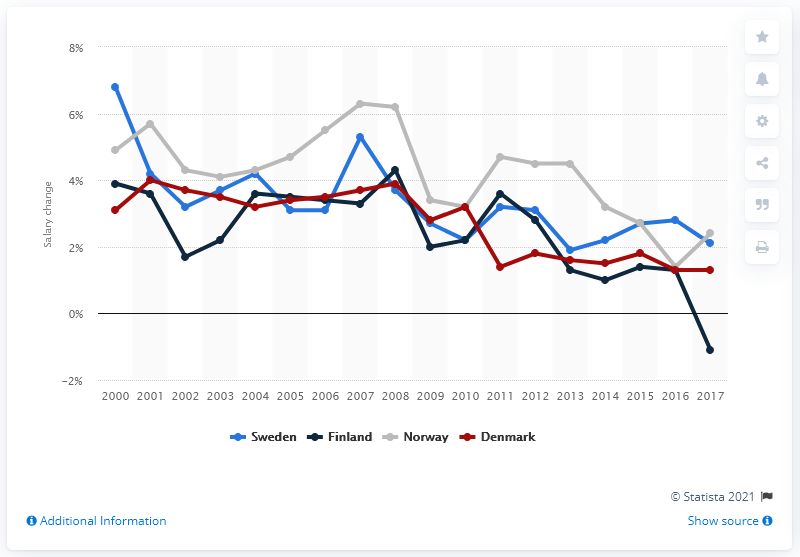 8%
6%
4%
2%
0%
−2%
Salary change
2000 2001 2002 2003 2004 2005 2006 2007 2008 2009 2010 2011 2012 2013 2014 2015 2016 2017
Sweden Finland Norway Denmark
© Statista 2021
Additional Information Show source